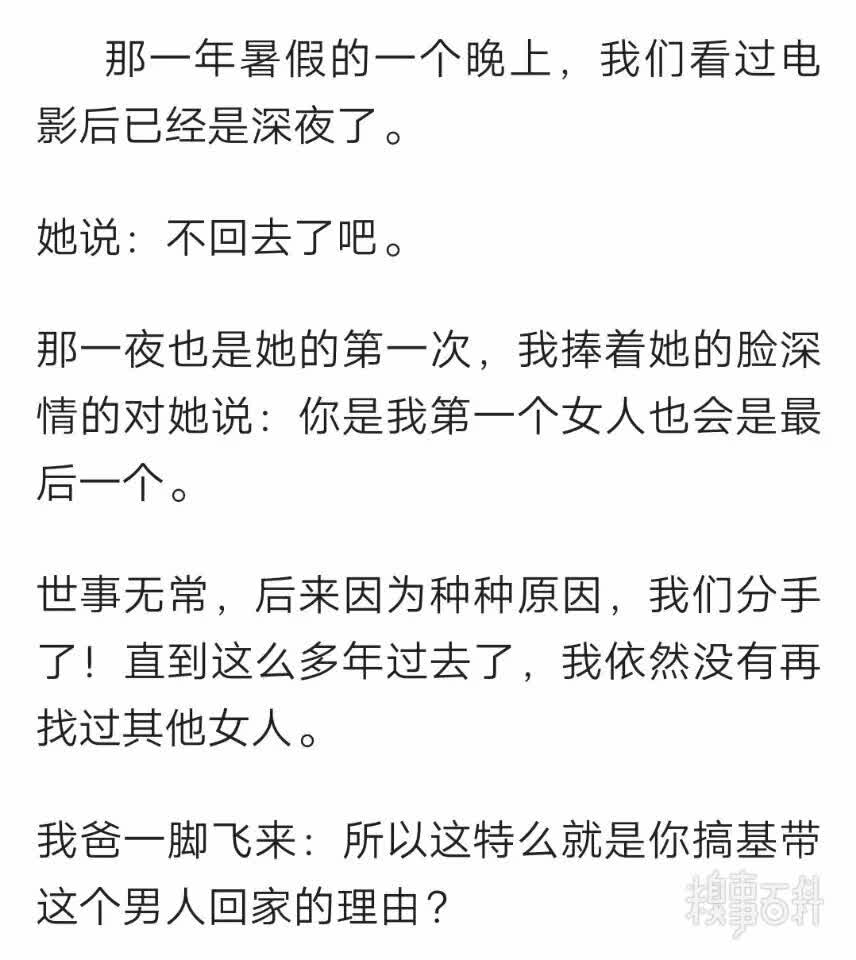 那一年暑假的一个晚上，我们看过电
影后已经是深夜了。
她说：不回去了吧。
那一夜也是她的第一次，我捧着她的脸深
情的对她说：你是我第一个女人也会是最
后一个。
世事无常，后来因为种种原因，我们分手
了！直到这么多年过去了，我依然没有再
找过其他女人。
我爸一脚飞来：所以这特么就是你搞基带
这个男人回家的理由？
糗事百科